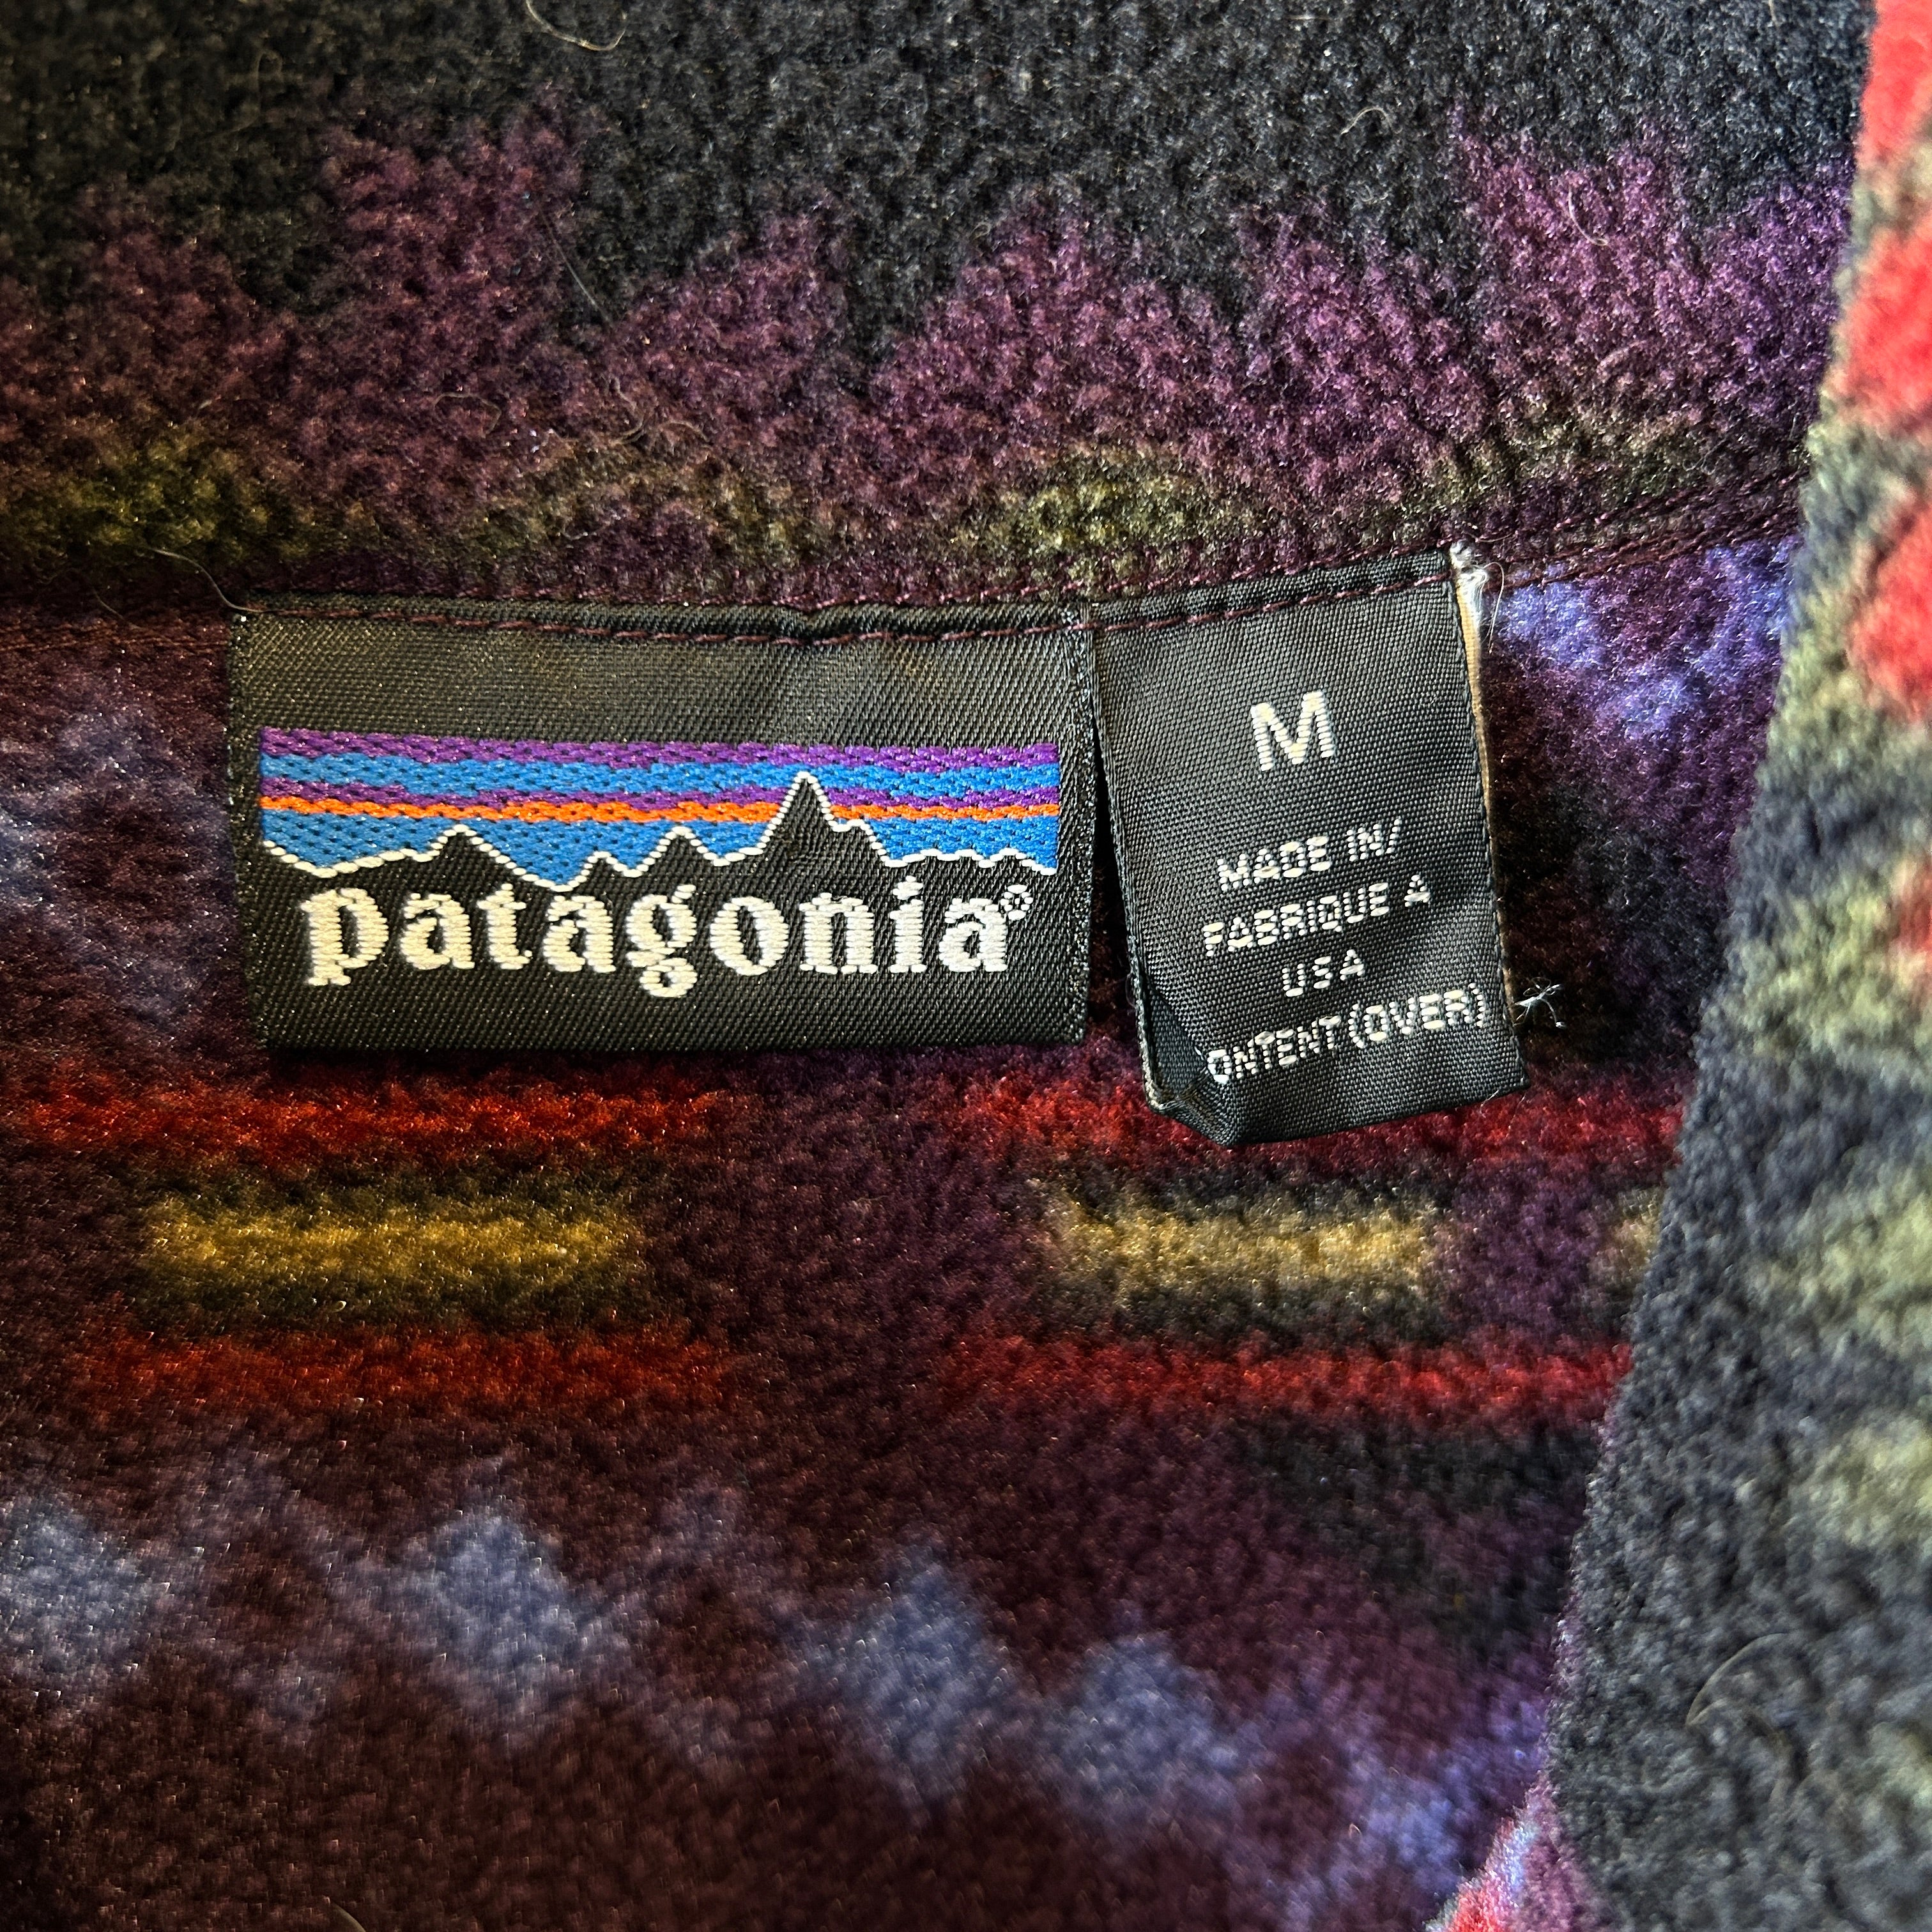 patagonia®
M
MADE IN/
FABRIQUE A
USA
ONTENT (OVER)